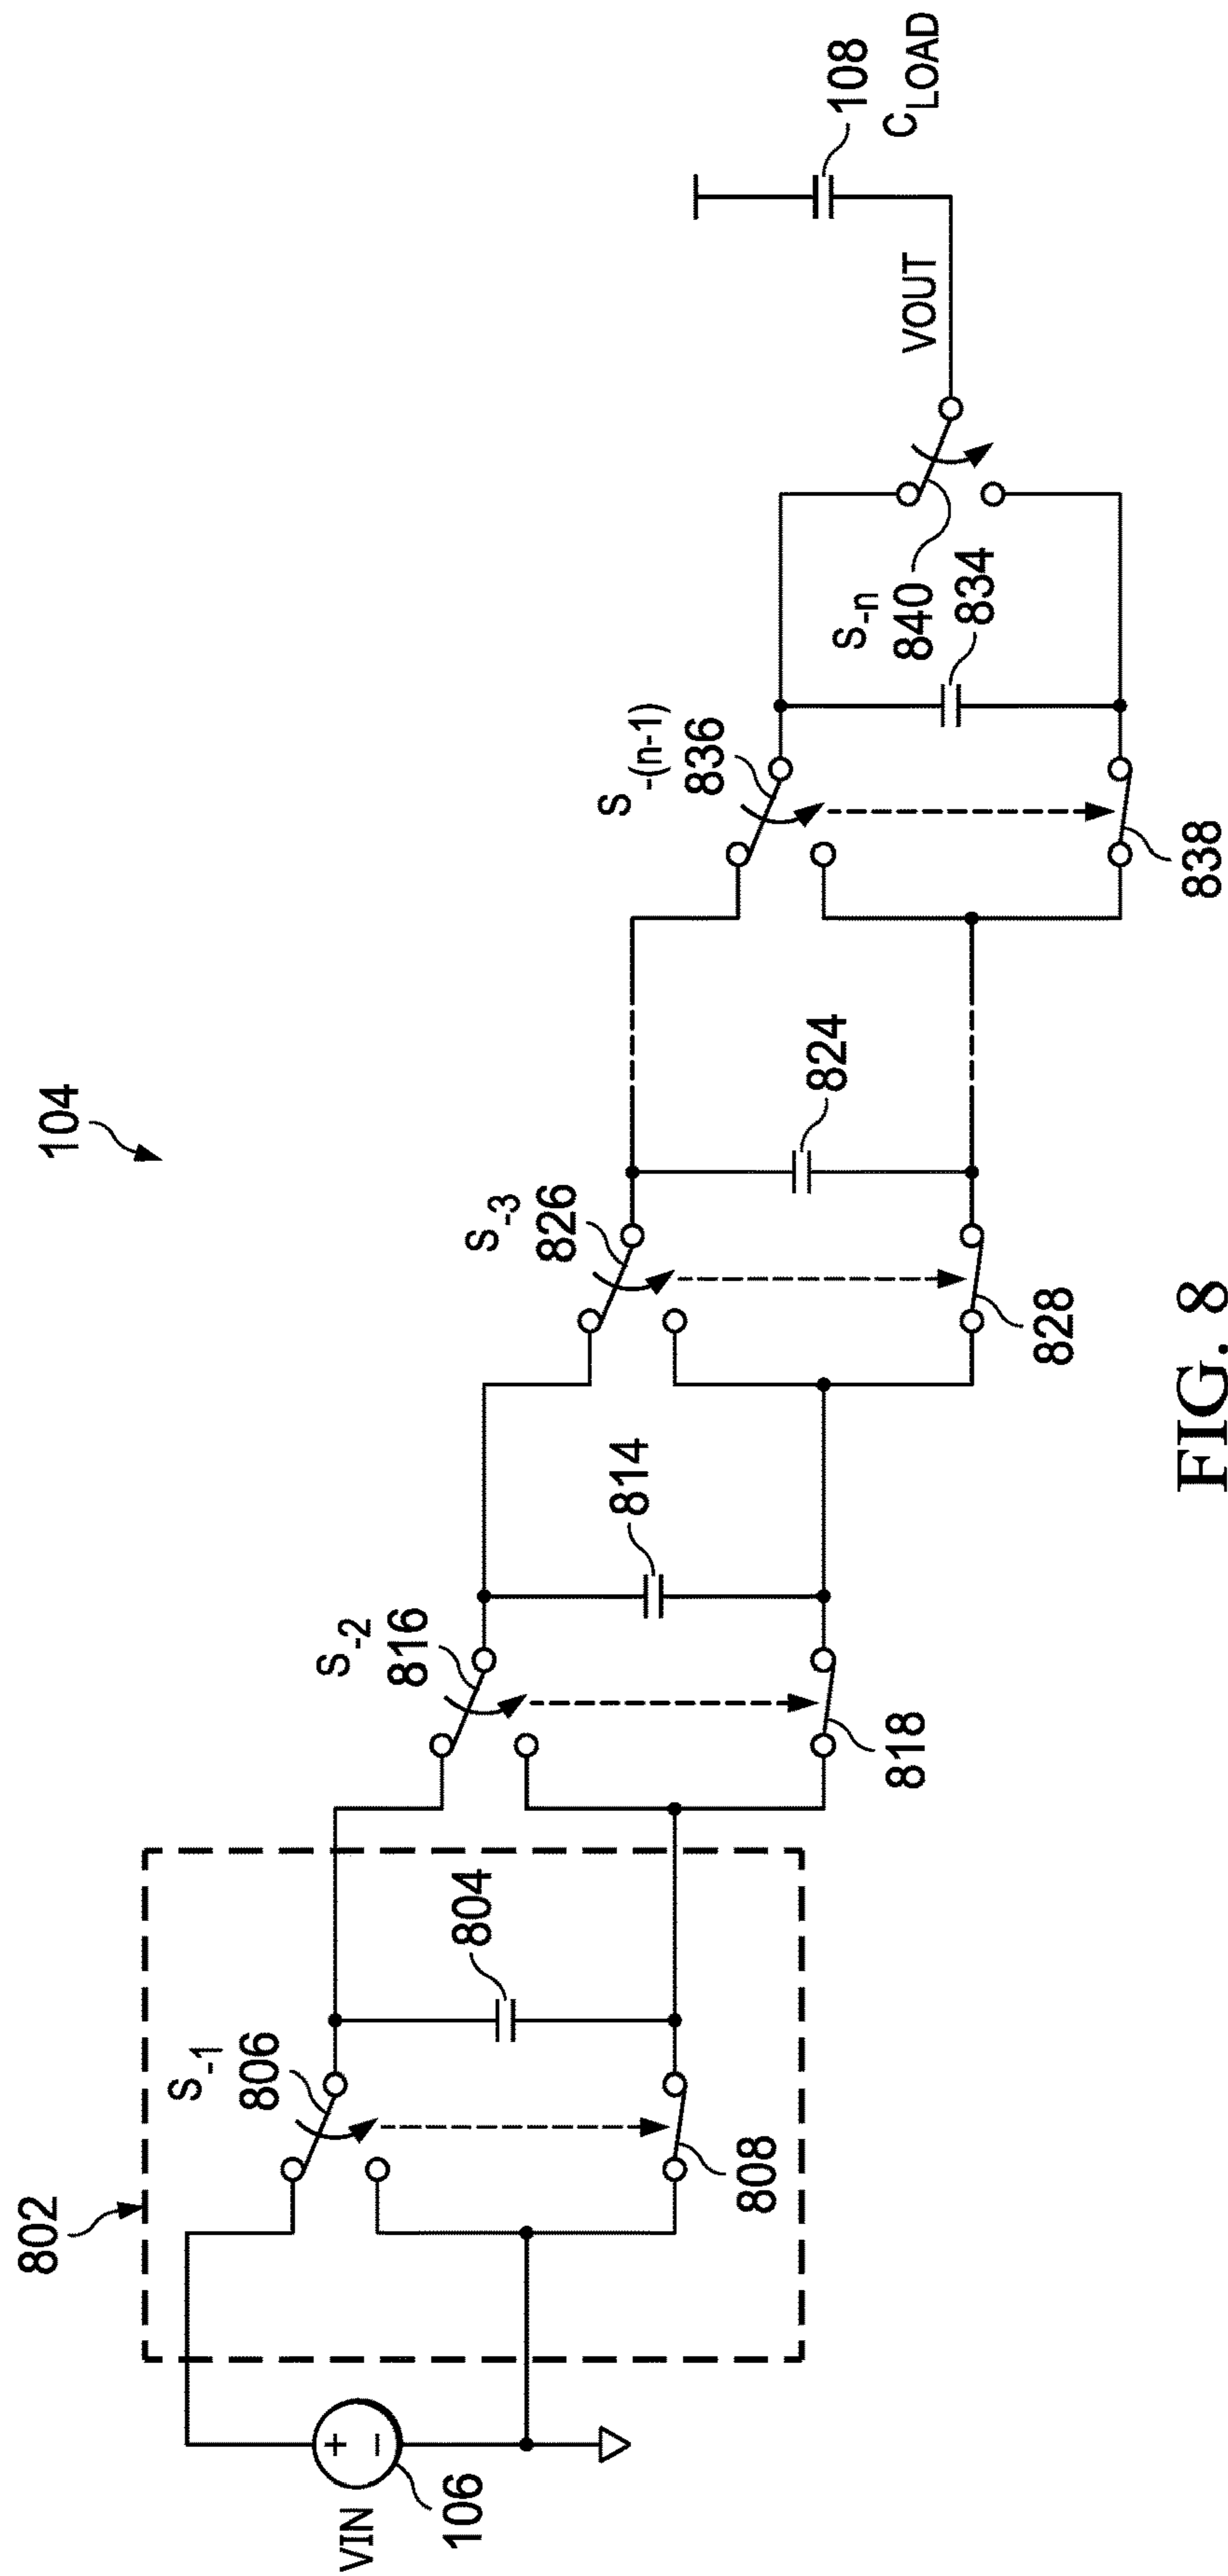 104
802
VIN
106
S-1
806
804
808
S-2
816
814
818
S-3
826
824
828
S-(n-1)
836
838
S-n
840
834
VOUT
108
CLOAD
+
-
FIG. 8